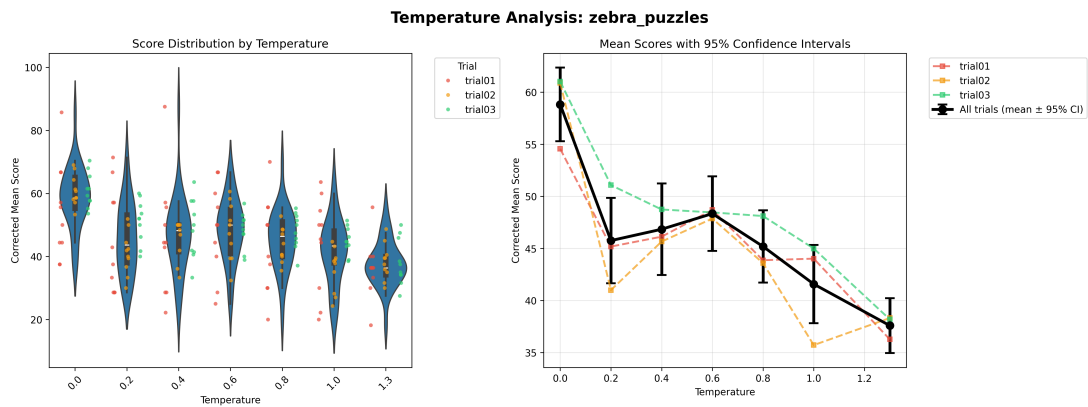 Temperature Analysis: zebra_puzzles
Score Distribution by Temperature
Corrected Mean Score
100
80
60
40
20
0.0
0.2
0.4
0.6
0.8
1.0
1.3
Temperature
Trial
trial01
trial02
trial03
Mean Scores with 95% Confidence Intervals
Corrected Mean Score
60
55
50
45
40
35
0.0
0.2
0.4
0.6
0.8
1.0
1.2
Temperature
trial01
trial02
trial03
All trials (mean ± 95% CI)